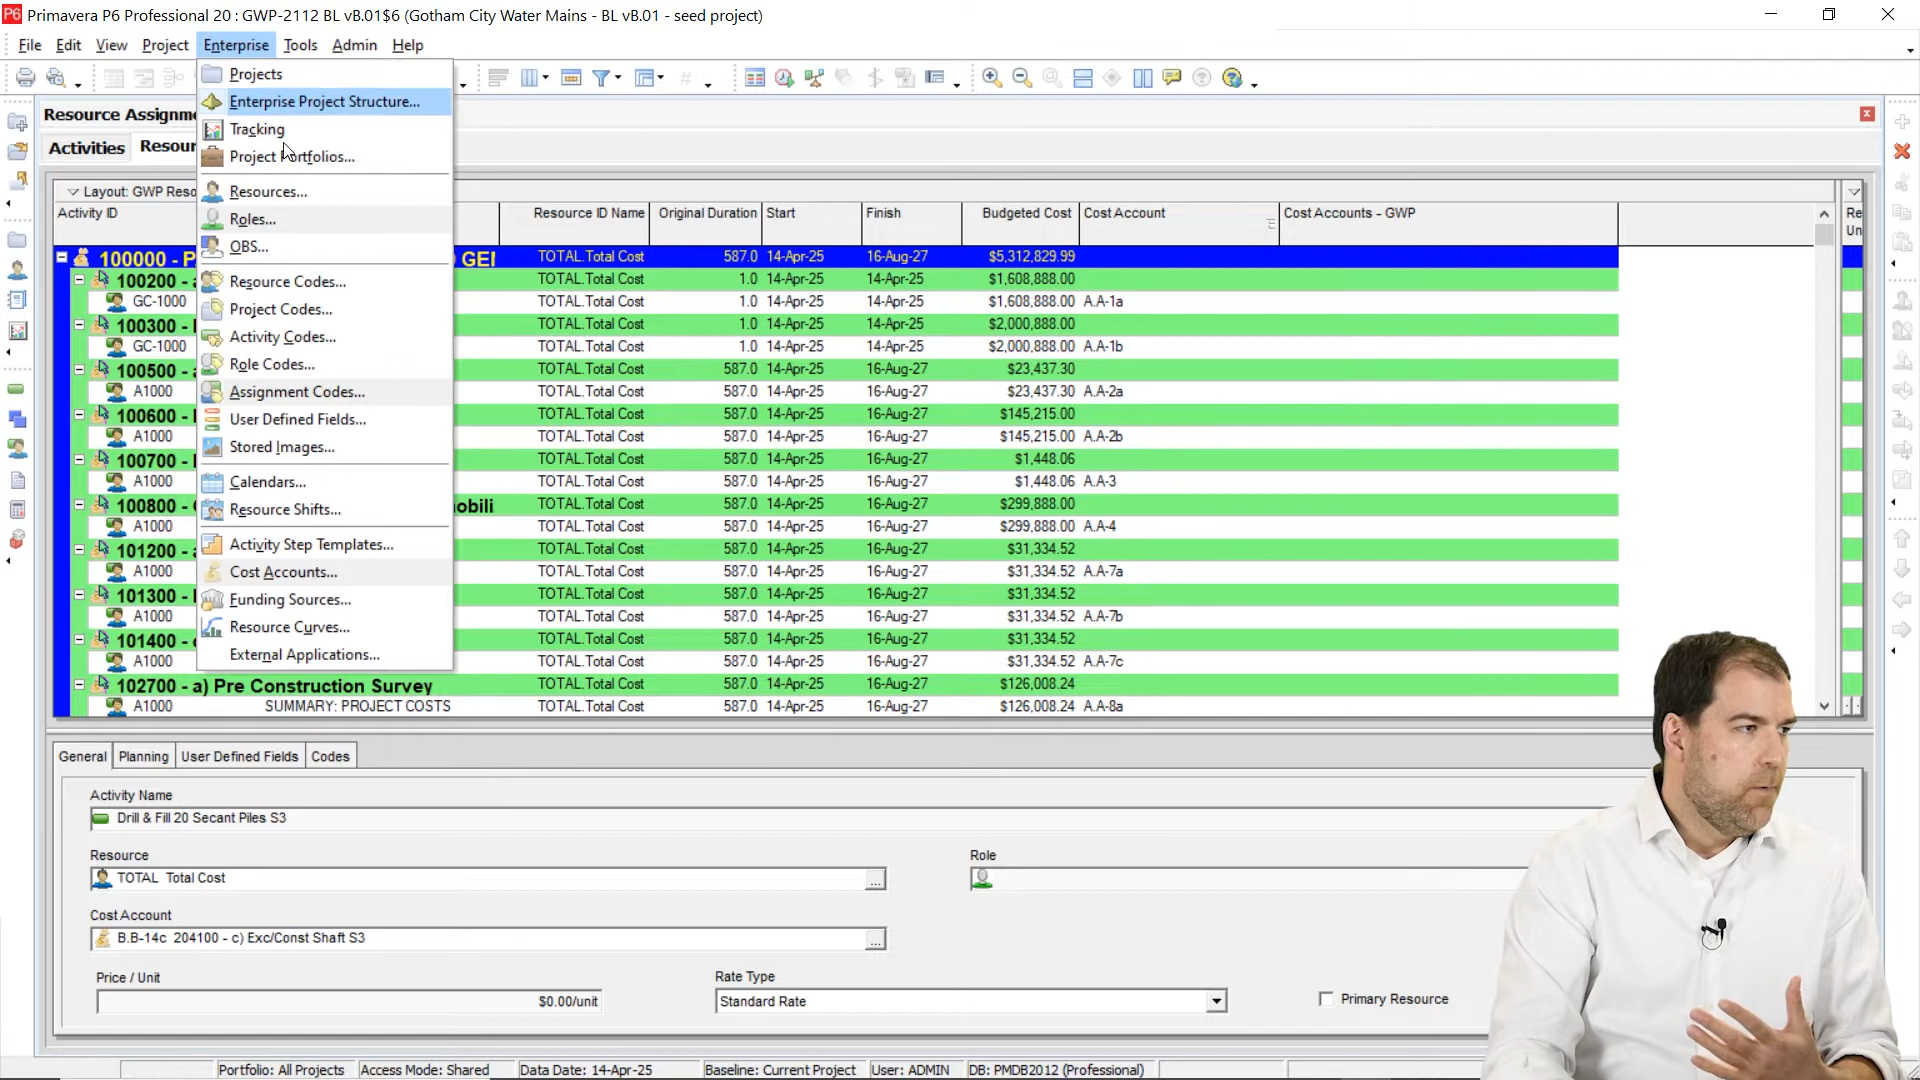 Primavera P6 Professional 20 : GWP-2112 BL vB.01$6 (Gotham City Water Mains - BL vB.01 - seed project)
File Edit View Project Enterprise Tools Admin Help
Projects
Enterprise Project Structure...
Tracking
Project Portfolios...
Resources...
Roles...
OBS...
Resource Codes...
Project Codes...
Activity Codes...
Role Codes...
Assignment Codes...
User Defined Fields...
Stored Images...
Calendars...
Resource Shifts...
Activity Step Templates...
Cost Accounts...
Funding Sources...
Resource Curves...
External Applications...
Resource Assignme
Activities Resour
Layout: GWP Reso
Activity ID Resource ID Name Original Duration Start Finish Budgeted Cost Cost Account Cost Accounts - GWP Re
Un
100000 - P GEI TOTAL.Total Cost 587.0 14-Apr-25 16-Aug-27 $5,312,829.99
100200 - a TOTAL.Total Cost 1.0 14-Apr-25 14-Apr-25 $1,608,888.00
GC-1000 TOTAL.Total Cost 1.0 14-Apr-25 14-Apr-25 $1,608,888.00 A.A-1a
100300 - TOTAL.Total Cost 1.0 14-Apr-25 14-Apr-25 $2,000,888.00
GC-1000 TOTAL.Total Cost 1.0 14-Apr-25 14-Apr-25 $2,000,888.00 A.A-1b
100500 - a TOTAL.Total Cost 587.0 14-Apr-25 16-Aug-27 $23,437.30
A1000 TOTAL.Total Cost 587.0 14-Apr-25 16-Aug-27 $23,437.30 A.A-2a
100600 - TOTAL.Total Cost 587.0 14-Apr-25 16-Aug-27 $145,215.00
A1000 TOTAL.Total Cost 587.0 14-Apr-25 16-Aug-27 $145,215.00 A.A-2b
100700 - TOTAL.Total Cost 587.0 14-Apr-25 16-Aug-27 $1,448.06
A1000 TOTAL.Total Cost 587.0 14-Apr-25 16-Aug-27 $1,448.06 A.A-3
100800 - obili TOTAL.Total Cost 587.0 14-Apr-25 16-Aug-27 $299,888.00
A1000 TOTAL.Total Cost 587.0 14-Apr-25 16-Aug-27 $299,888.00 A.A-4
101200 - a TOTAL.Total Cost 587.0 14-Apr-25 16-Aug-27 $31,334.52
A1000 TOTAL.Total Cost 587.0 14-Apr-25 16-Aug-27 $31,334.52 A.A-7a
101300 - TOTAL.Total Cost 587.0 14-Apr-25 16-Aug-27 $31,334.52
A1000 TOTAL.Total Cost 587.0 14-Apr-25 16-Aug-27 $31,334.52 A.A-7b
101400 - TOTAL.Total Cost 587.0 14-Apr-25 16-Aug-27 $31,334.52
A1000 TOTAL.Total Cost 587.0 14-Apr-25 16-Aug-27 $31,334.52 A.A-7c
102700 - a) Pre Construction Survey TOTAL.Total Cost 587.0 14-Apr-25 16-Aug-27 $126,008.24
A1000 SUMMARY: PROJECT COSTS TOTAL.Total Cost 587.0 14-Apr-25 16-Aug-27 $126,008.24 A.A-8a
General Planning User Defined Fields Codes
Activity Name
Drill & Fill 20 Secant Piles S3
Resource Role
TOTAL Total Cost
Cost Account
B.B-14c 204100 - c) Exc/Const Shaft S3
Price / Unit Rate Type
$0.00/unit Standard Rate Primary Resource
Portfolio: All Projects Access Mode: Shared Data Date: 14-Apr-25 Baseline: Current Project User: ADMIN DB: PMDB2012 (Professional)